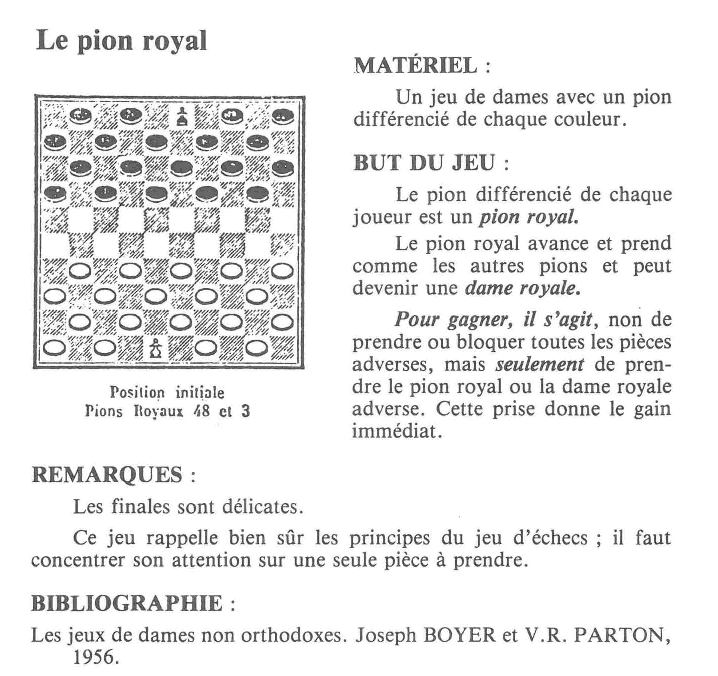 Le pion royal
MATÉRIEL :
Un jeu de dames avec un pion
différencié de chaque couleur.
BUT DU JEU :
Le pion différencié de chaque
joueur est un pion royal.
Le pion royal avance et prend
comme les autres pions et peut
devenir une dame royale.
Pour gagner, il s'agit, non de
prendre ou bloquer toutes les pièces
adverses, mais seulement de pren-
dre le pion royal ou la dame royale
adverse. Cette prise donne le gain
immédiat.
Position initiale
Pions Royaux 48 et 3
REMARQUES :
Les finales sont délicates.
Ce jeu rappelle bien sûr les principes du jeu d'échecs ; il faut
concentrer son attention sur une seule pièce à prendre.
BIBLIOGRAPHIE :
Les jeux de dames non orthodoxes. Joseph BOYER et V.R. PARTON,
1956.